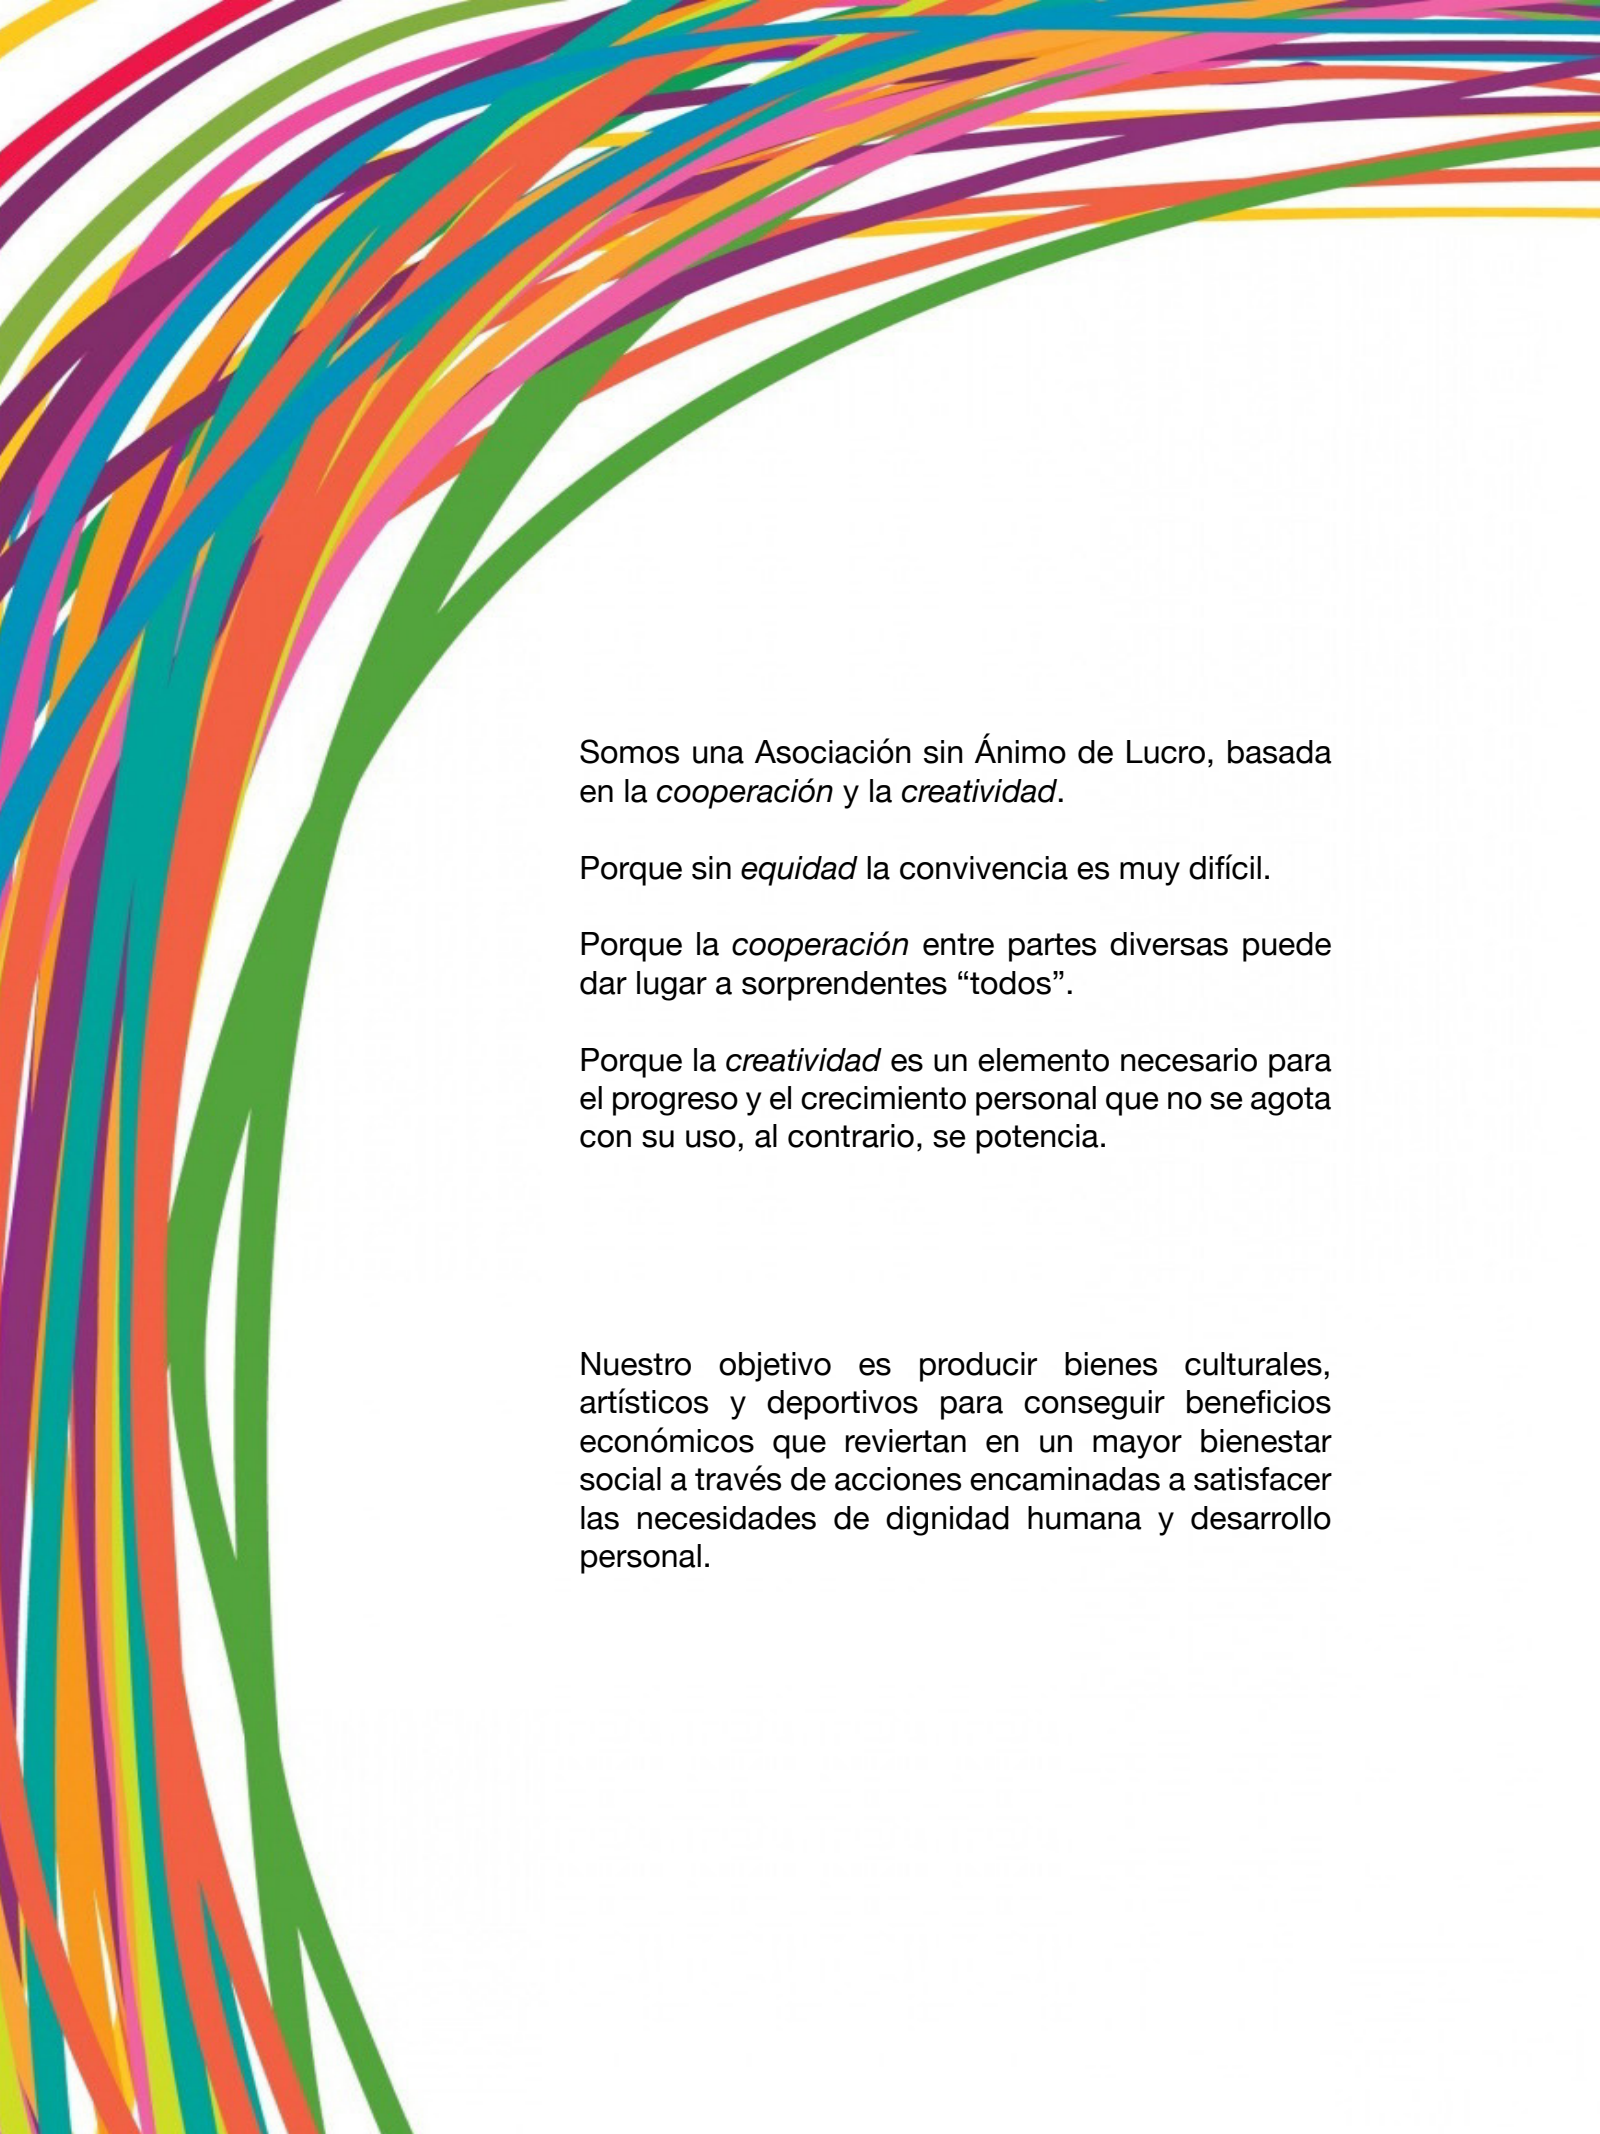 Somos una Asociación sin Ánimo de Lucro, basada
en la cooperación y la creatividad.
Porque sin equidad la convivencia es muy difícil.
Porque la cooperación entre partes diversas puede
dar lugar a sorprendentes “todos”.
Porque la creatividad es un elemento necesario para
el progreso y el crecimiento personal que no se agota
con su uso, al contrario, se potencia.
Nuestro objetivo es producir bienes culturales,
artísticos y deportivos para conseguir beneficios
económicos que reviertan en un mayor bienestar
social a través de acciones encaminadas a satisfacer
las necesidades de dignidad humana y desarrollo
personal.